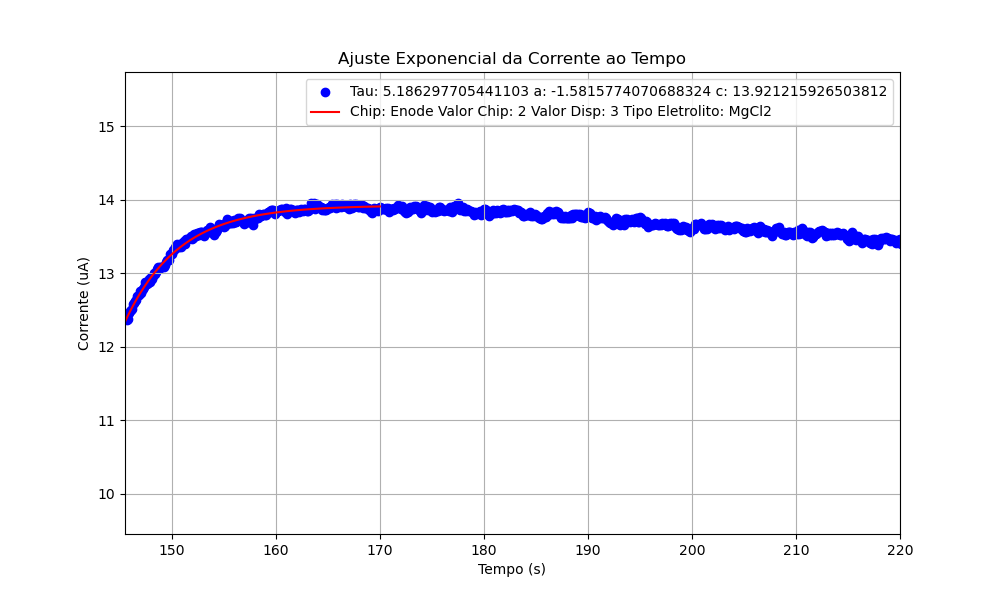 Ajuste Exponencial da Corrente ao Tempo
Tau: 5.186297705441103 a: -1.5815774070688324 c: 13.921215926503812
Chip: Enode Valor Chip: 2 Valor Disp: 3 Tipo Eletrolito: MgCl2
15
14
13
12
11
10
Corrente (uA)
150 160 170 180 190 200 210 220
Tempo (s)